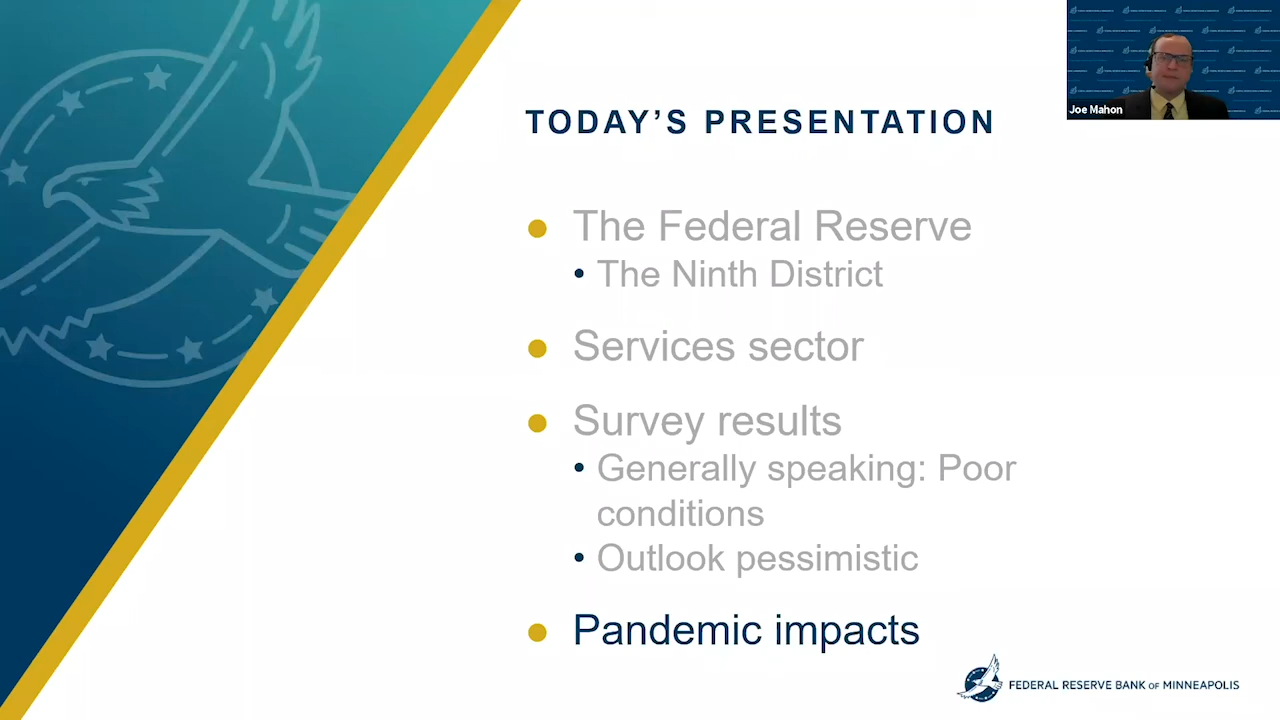 TODAY'S PRESENTATION
Joe Mahon
● The Federal Reserve
• The Ninth District
● Services sector
● Survey results
• Generally speaking: Poor
conditions
• Outlook pessimistic
● Pandemic impacts
FEDERAL RESERVE BANK OF MINNEAPOLIS